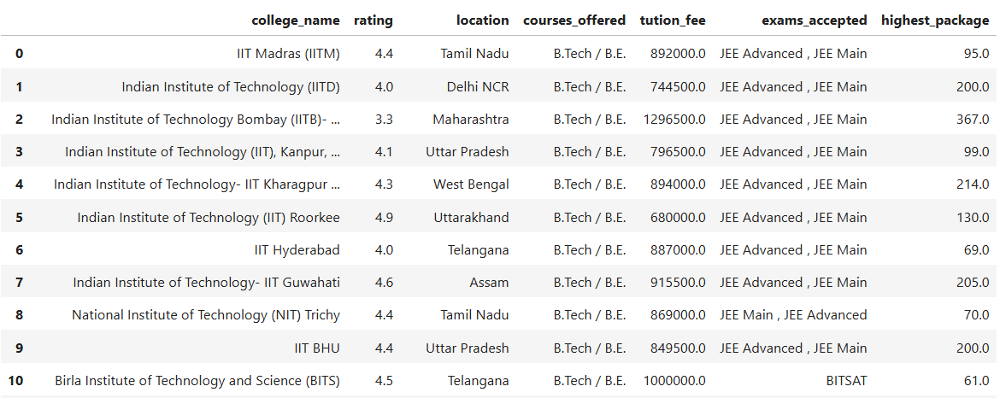 college_name rating location courses_offered tution_fee exams_accepted highest_package
0 IIT Madras (IITM) 4.4 Tamil Nadu B.Tech / B.E. 892000.0 JEE Advanced , JEE Main 95.0
1 Indian Institute of Technology (IITD) 4.0 Delhi NCR B.Tech / B.E. 744500.0 JEE Advanced , JEE Main 200.0
2 Indian Institute of Technology Bombay (IITB)- ... 3.3 Maharashtra B.Tech / B.E. 1296500.0 JEE Advanced , JEE Main 367.0
3 Indian Institute of Technology (IIT), Kanpur, ... 4.1 Uttar Pradesh B.Tech / B.E. 796500.0 JEE Advanced , JEE Main 99.0
4 Indian Institute of Technology- IIT Kharagpur ... 4.3 West Bengal B.Tech / B.E. 894000.0 JEE Advanced , JEE Main 214.0
5 Indian Institute of Technology (IIT) Roorkee 4.9 Uttarakhand B.Tech / B.E. 680000.0 JEE Advanced , JEE Main 130.0
6 IIT Hyderabad 4.0 Telangana B.Tech / B.E. 887000.0 JEE Advanced , JEE Main 69.0
7 Indian Institute of Technology- IIT Guwahati 4.6 Assam B.Tech / B.E. 915500.0 JEE Advanced , JEE Main 205.0
8 National Institute of Technology (NIT) Trichy 4.4 Tamil Nadu B.Tech / B.E. 869000.0 JEE Main , JEE Advanced 70.0
9 IIT BHU 4.4 Uttar Pradesh B.Tech / B.E. 849500.0 JEE Advanced , JEE Main 200.0
10 Birla Institute of Technology and Science (BITS) 4.5 Telangana B.Tech / B.E. 1000000.0 BITSAT 61.0